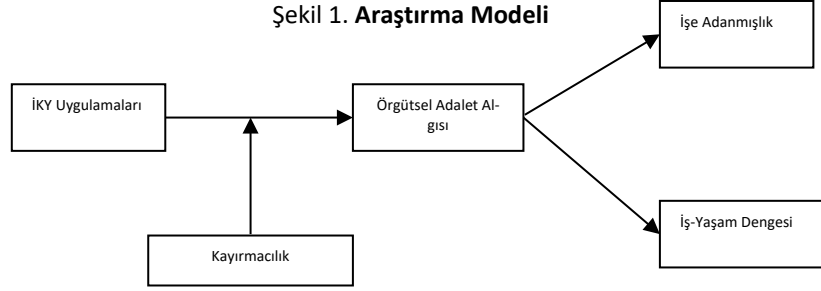 Şekil 1. Araştırma Modeli
İşe Adanmışlık
İKY Uygulamaları
Örgütsel Adalet Al-
gısı
İş-Yaşam Dengesi
Kayırmacılık